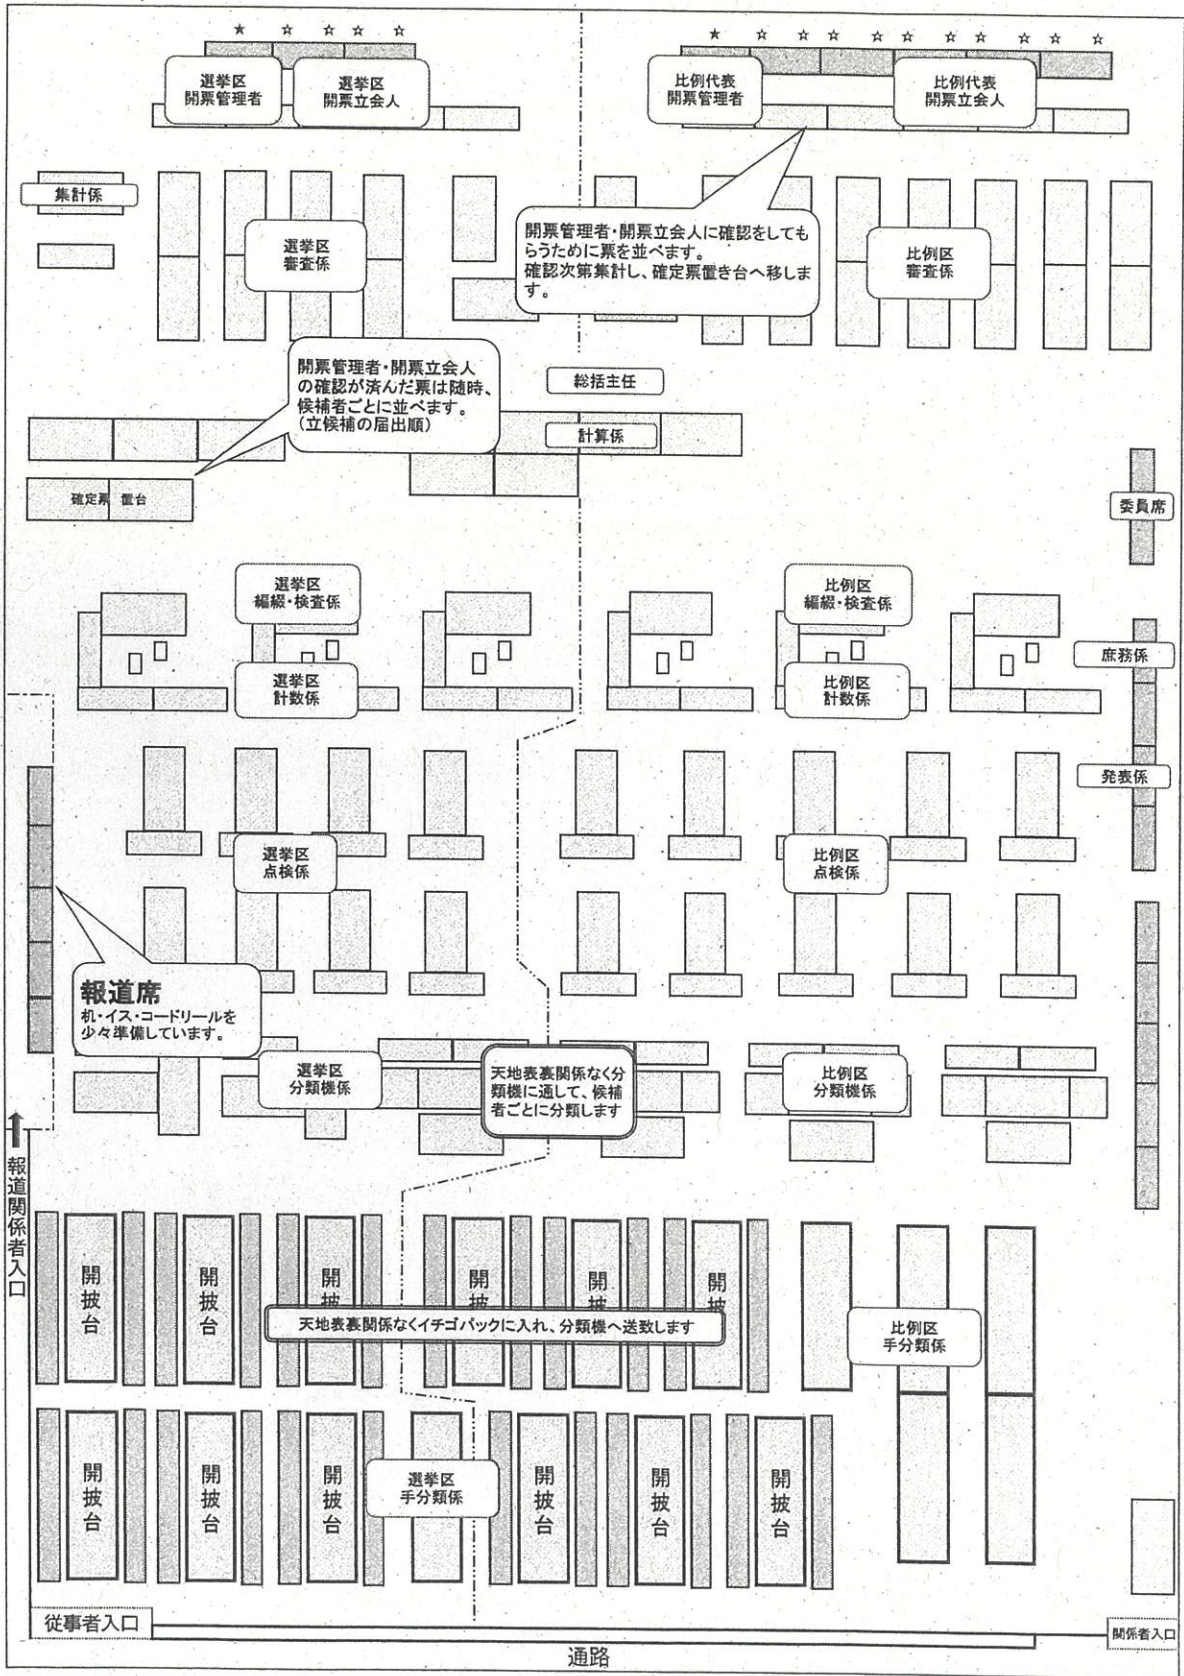 ★ ☆ ☆ ☆ ☆
★ ☆ ☆ ☆ ☆ ☆ ☆ ☆ ☆ ☆ ☆
選挙区
開票管理者
選挙区
開票立会人
比例代表
開票管理者
比例代表
開票立会人
集計係
選挙区
審査係
開票管理者・開票立会人に確認をしても
らうために票を並べます。
確認次第集計し、確定票置き台へ移しま
す。
比例区
審査係
開票管理者・開票立会人
の確認が済んだ票は随時、
候補者ごとに並べます。
(立候補の届出順)
総括主任
計算係
確定票 置台
委員席
選挙区
編綴・検査係
比例区
編綴・検査係
庶務係
選挙区
計数係
比例区
計数係
発表係
選挙区
点検係
比例区
点検係
報道席
机・イス・コードリールを
少々準備しています。
選挙区
分類機係
天地表裏関係なく分
類機に通して、候補
者ごとに分類します
比例区
分類機係
報道関係者入口
開披台
開披台
開披
開披
開披
開披
天地表裏関係なくイチゴパックに入れ、分類機へ送致します
比例区
手分類係
開披台
開披台
開披台
選挙区
手分類係
開披台
開披台
開披台
従事者入口
通路
関係者入口